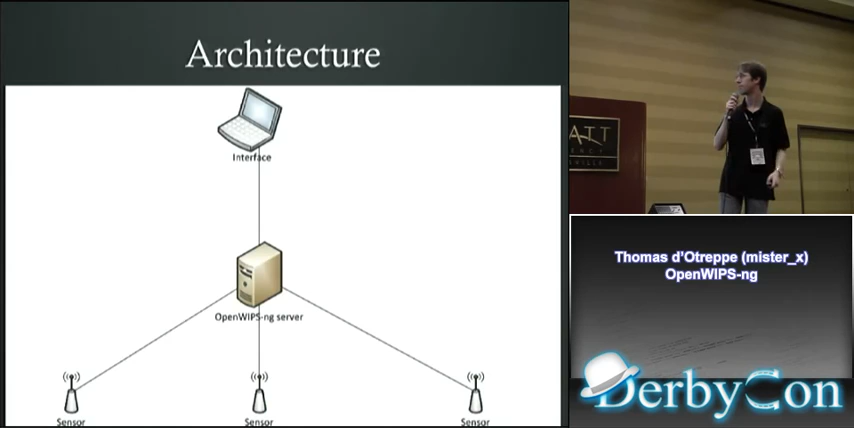 Architecture
Interface
OpenWIPS-ng server
Sensor
Sensor
Sensor
Thomas d'Otreppe (mister_x)
OpenWIPS-ng
DerbyCon